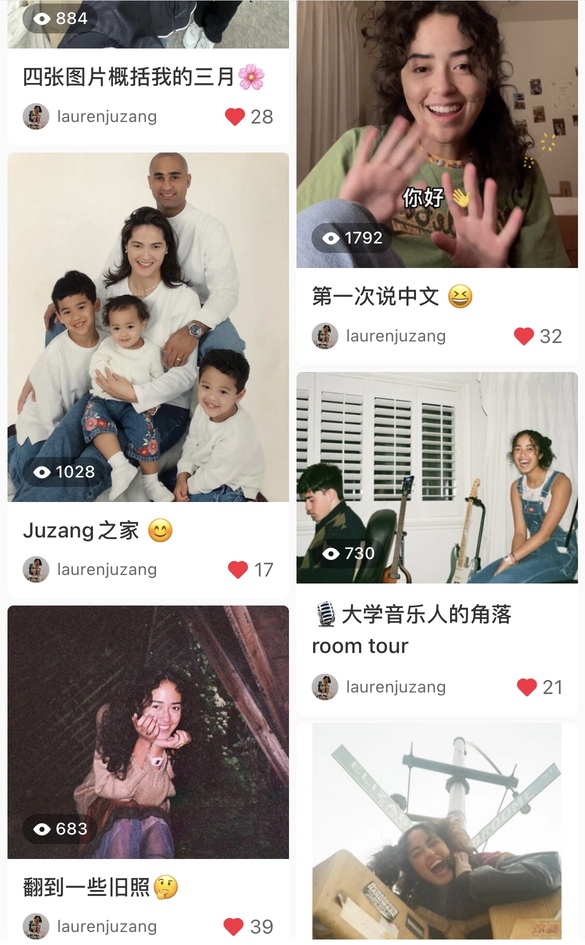 884
四张图片概括我的三月🌸
laurenjuzang
28
1028
Juzang之家 😊
laurenjuzang
17
683
翻到一些旧照🤔
laurenjuzang
39
你好 👋
1792
第一次说中文 😆
laurenjuzang
32
730
🎙️大学音乐人的角落
room tour
laurenjuzang
21